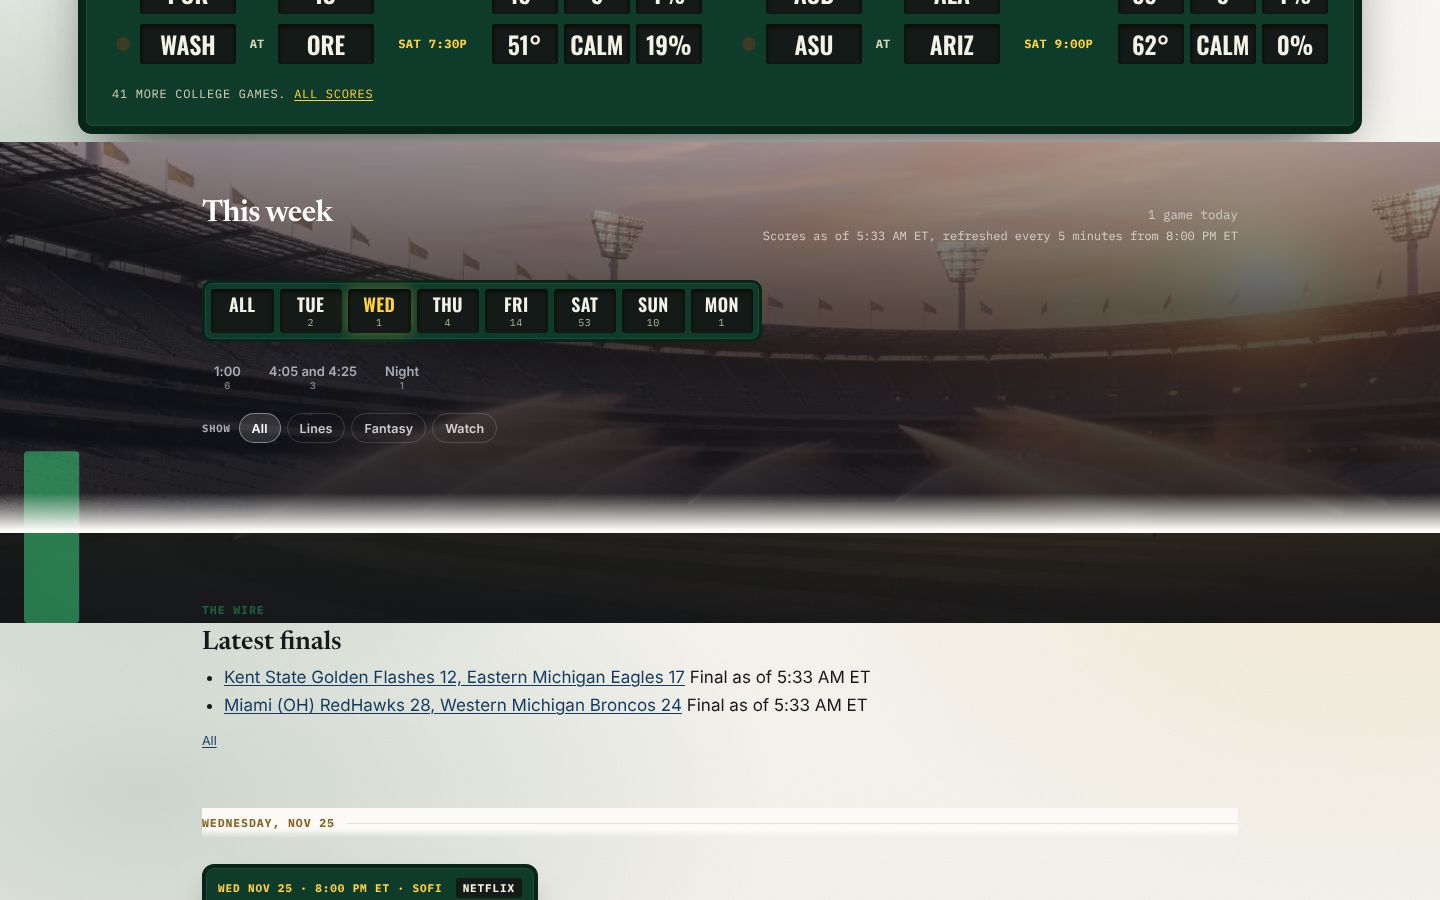 WASH AT ORE SAT 7:30P 51° CALM 19% ASU AT ARIZ SAT 9:00P 62° CALM 0%
41 MORE COLLEGE GAMES. ALL SCORES
This week
1 game today
Scores as of 5:33 AM ET, refreshed every 5 minutes from 8:00 PM ET
ALL TUE WED THU FRI SAT SUN MON
2 1 4 14 53 10 1
1:00 4:05 and 4:25 Night
6 3 1
SHOW All Lines Fantasy Watch
THE WIRE
Latest finals
Kent State Golden Flashes 12, Eastern Michigan Eagles 17 Final as of 5:33 AM ET
Miami (OH) RedHawks 28, Western Michigan Broncos 24 Final as of 5:33 AM ET
All
WEDNESDAY, NOV 25
WED NOV 25 · 8:00 PM ET · SOFI NETFLIX